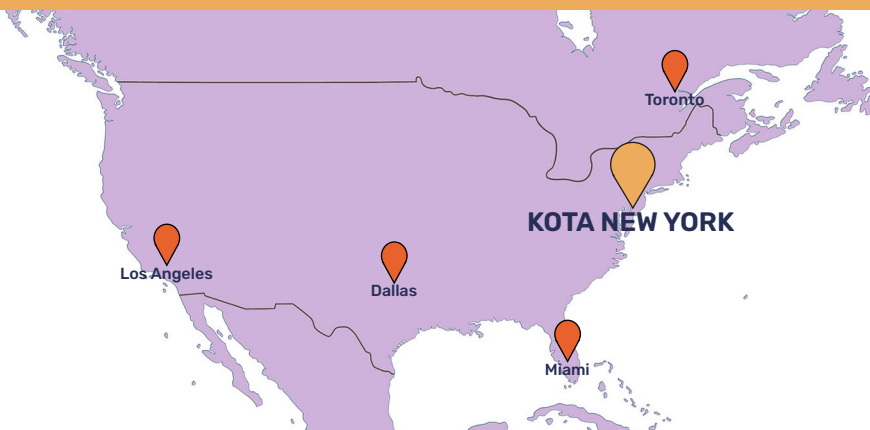 Toronto
KOTA NEW YORK
Los Angeles
Dallas
Miami